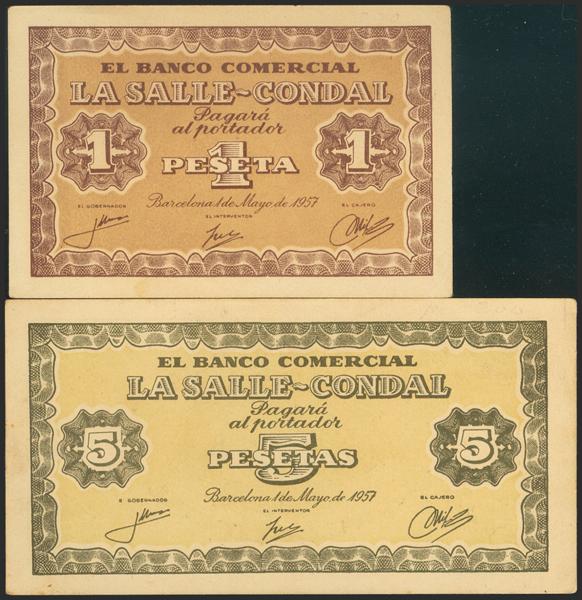 EL BANCO COMERCIAL
LA SALLE~CONDAL
Pagará
al portador
1 PESETA 1
1
Barcelona 1 de Mayo, de 1957
EL GOBERNADOR EL INTERVENTOR EL CAJERO
EL BANCO COMERCIAL
LA SALLE~CONDAL
Pagará
al portador
5 PESETAS 5
5
Barcelona 1 de Mayo, de 1957
E GOBERNADOR EL INTERVENTOR EL CAJERO